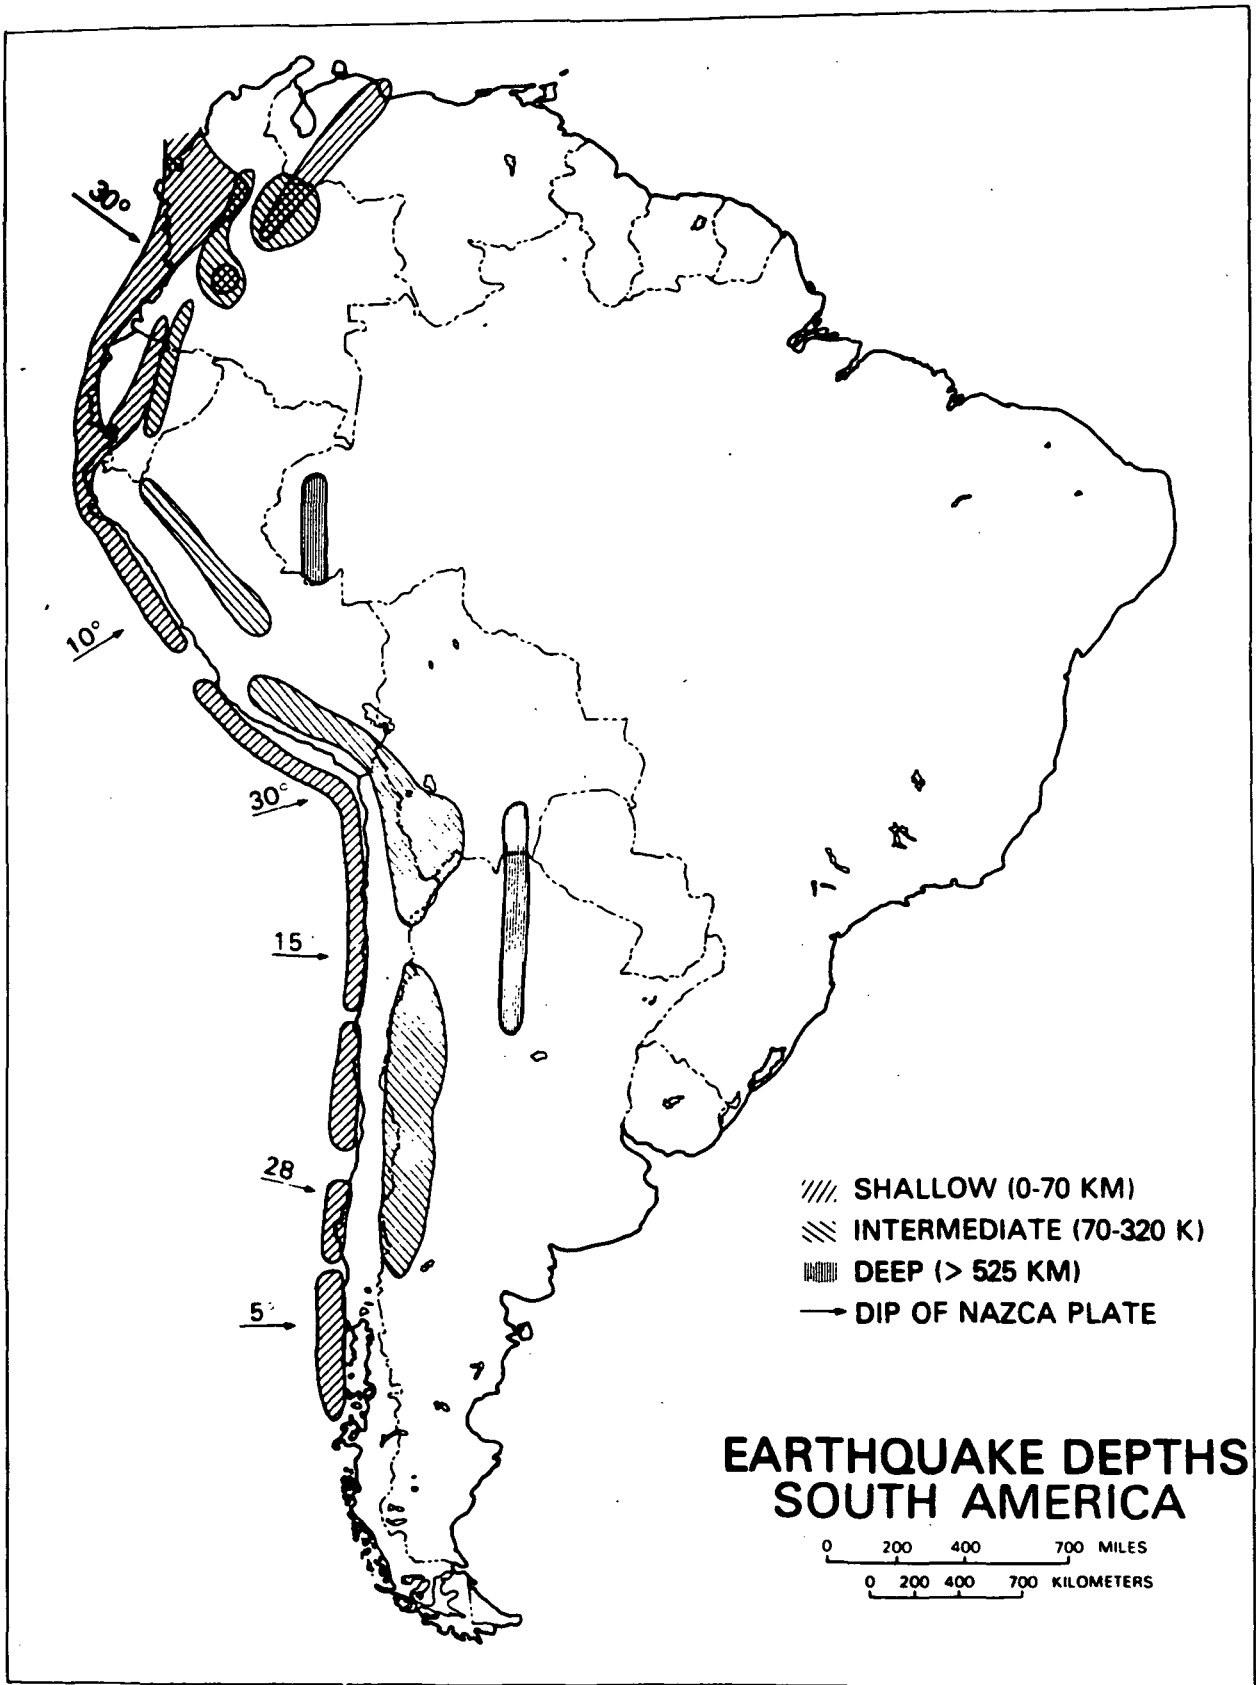 30°
10°
30°
15
28
5°
SHALLOW (0-70 KM)
INTERMEDIATE (70-320 K)
DEEP (> 525 KM)
DIP OF NAZCA PLATE
EARTHQUAKE DEPTHS
SOUTH AMERICA
0 200 400 700 MILES
0 200 400 700 KILOMETERS